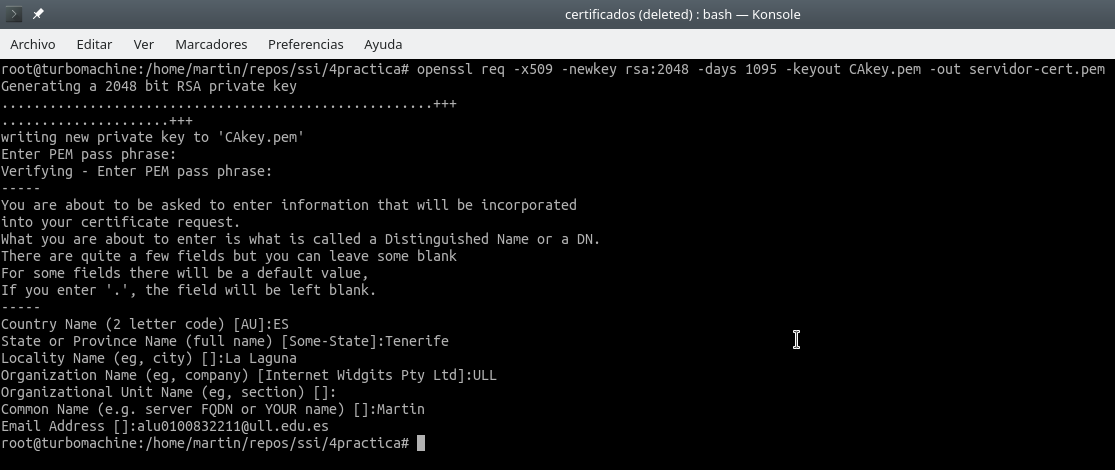 certificados (deleted) : bash — Konsole
Archivo Editar Ver Marcadores Preferencias Ayuda
root@turbomachine:/home/martin/repos/ssi/4practica# openssl req -x509 -newkey rsa:2048 -days 1095 -keyout CAkey.pem -out servidor-cert.pem
Generating a 2048 bit RSA private key
......................................................+++
.....................+++
writing new private key to 'CAkey.pem'
Enter PEM pass phrase:
Verifying - Enter PEM pass phrase:
-----
You are about to be asked to enter information that will be incorporated
into your certificate request.
What you are about to enter is what is called a Distinguished Name or a DN.
There are quite a few fields but you can leave some blank
For some fields there will be a default value,
If you enter '.', the field will be left blank.
-----
Country Name (2 letter code) [AU]:ES
State or Province Name (full name) [Some-State]:Tenerife
Locality Name (eg, city) []:La Laguna
Organization Name (eg, company) [Internet Widgits Pty Ltd]:ULL
Organizational Unit Name (eg, section) []:
Common Name (e.g. server FQDN or YOUR name) []:Martin
Email Address []:alu0100832211@ull.edu.es
root@turbomachine:/home/martin/repos/ssi/4practica#